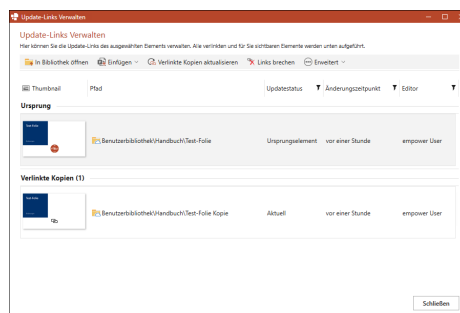 Update-Links Verwalten
Update-Links Verwalten
Hier können Sie die Update-Links des ausgewählten Elements verwalten. Alle verlinkten und für Sie sichtbaren Elemente werden unten aufgeführt.
In Bibliothek öffnen Einfügen Verlinkte Kopien aktualisieren Links brechen Erweitert
Thumbnail Pfad Updatestatus Änderungszeitpunkt Editor
Ursprung
Test-Folie
Benutzerbibliothek\Handbuch\Test-Folie Ursprungselement vor einer Stunde empower User
Verlinkte Kopien (1)
Test-Folie
Benutzerbibliothek\Handbuch\Test-Folie Kopie Aktuell vor einer Stunde empower User
Schließen